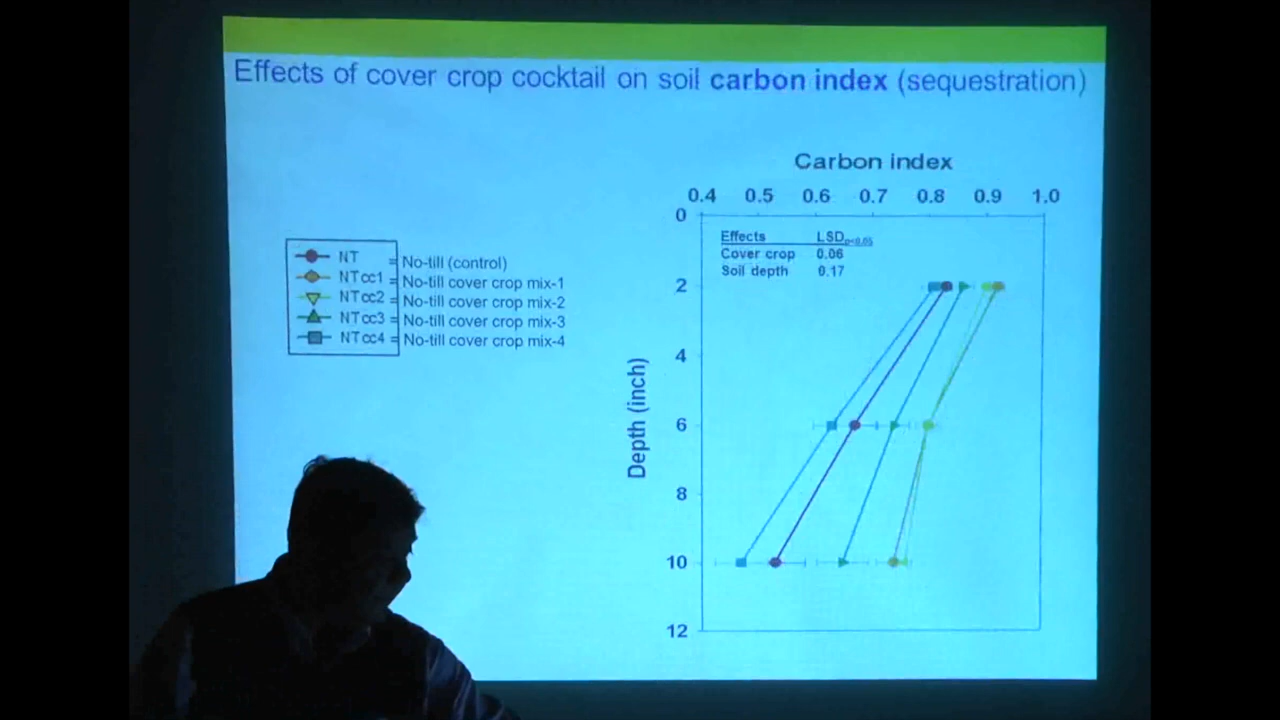 Effects of cover crop cocktail on soil carbon index (sequestration)
Carbon index
0.4 0.5 0.6 0.7 0.8 0.9 1.0
0
Effects LSDp<0.05
Cover crop 0.06
Soil depth 0.17
NT = No-till (control)
NTcc1 = No-till cover crop mix-1
NTcc2 = No-till cover crop mix-2
NTcc3 = No-till cover crop mix-3
NTcc4 = No-till cover crop mix-4
2
4
6
8
10
12
Depth (inch)